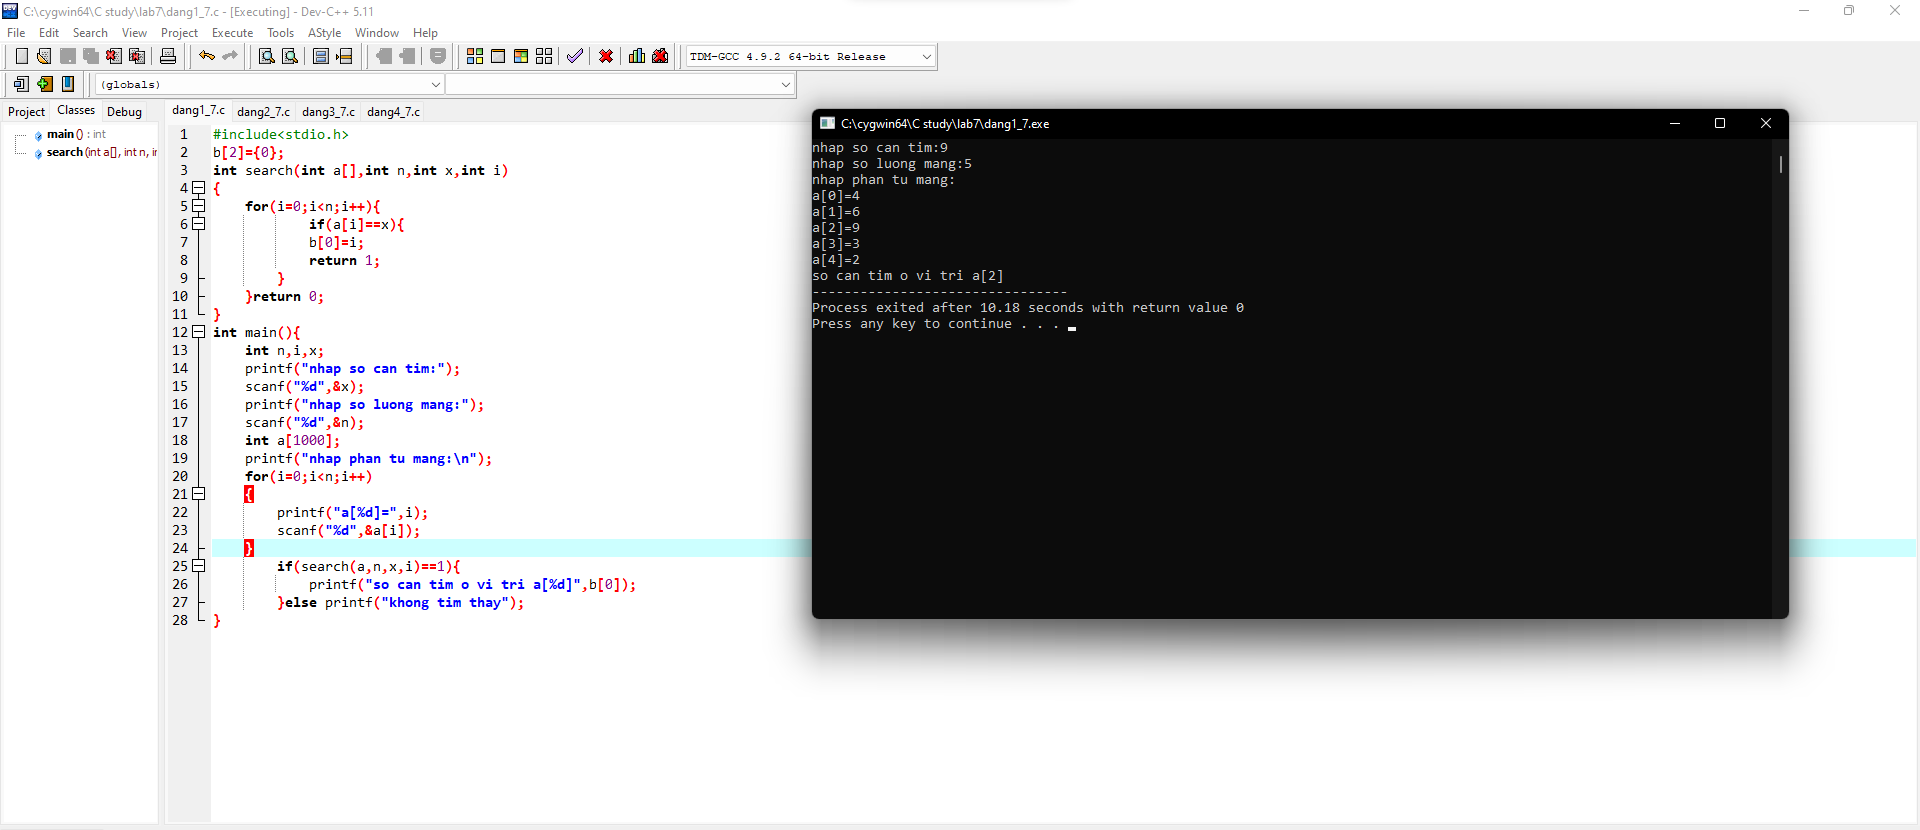 C:\cygwin64\C study\lab7\dang1_7.c - [Executing] - Dev-C++ 5.11
File Edit Search View Project Execute Tools AStyle Window Help
TDM-GCC 4.9.2 64-bit Release
(globals)
Project Classes Debug
main () : int
search (int a[], int n, ir
dang1_7.c dang2_7.c dang3_7.c dang4_7.c
1 #include<stdio.h>
2 b[2]={0};
3 int search(int a[],int n,int x,int i)
4 {
5 for(i=0;i<n;i++){
6 if(a[i]==x){
7 b[0]=i;
8 return 1;
9 }
10 }return 0;
11 }
12 int main(){
13 int n,i,x;
14 printf("nhap so can tim:");
15 scanf("%d",&x);
16 printf("nhap so luong mang:");
17 scanf("%d",&n);
18 int a[1000];
19 printf("nhap phan tu mang:\n");
20 for(i=0;i<n;i++)
21 {
22 printf("a[%d]=",i);
23 scanf("%d",&a[i]);
24 }
25 if(search(a,n,x,i)==1){
26 printf("so can tim o vi tri a[%d]",b[0]);
27 }else printf("khong tim thay");
28 }
C:\cygwin64\C study\lab7\dang1_7.exe
nhap so can tim:9
nhap so luong mang:5
nhap phan tu mang:
a[0]=4
a[1]=6
a[2]=9
a[3]=3
a[4]=2
so can tim o vi tri a[2]
--------------------------------
Process exited after 10.18 seconds with return value 0
Press any key to continue . . .